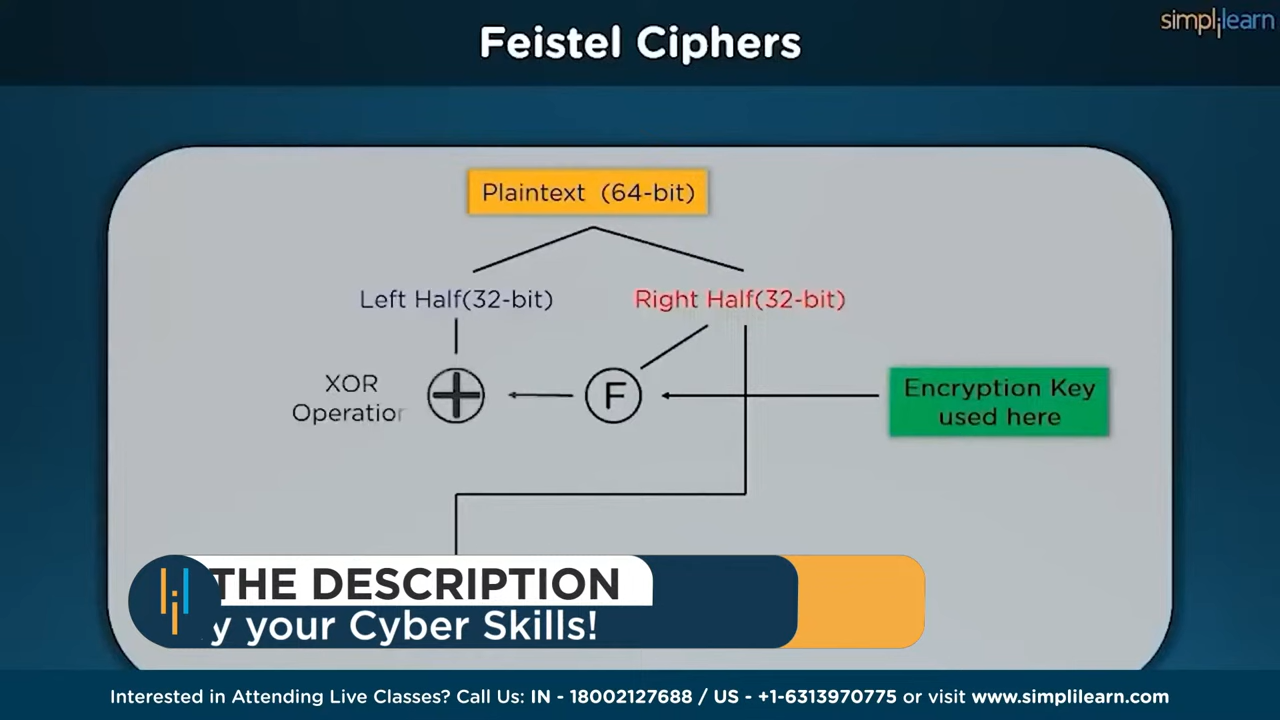 Feistel Ciphers
simplilearn
Plaintext (64-bit)
Left Half(32-bit)
Right Half(32-bit)
XOR
Operation
F
Encryption Key
used here
THE DESCRIPTION
y your Cyber Skills!
Interested in Attending Live Classes? Call Us: IN - 18002127688 / US - +1-6313970775 or visit www.simplilearn.com